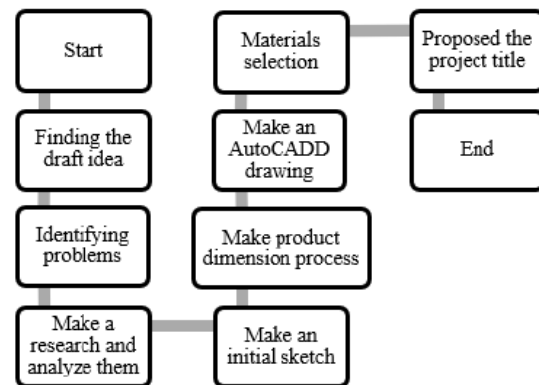 Start
Finding the
draft idea
Identifying
problems
Make a
research and
analyze them
Make an
initial sketch
Make product
dimension process
Make an
AutoCADD
drawing
Materials
selection
Proposed the
project title
End